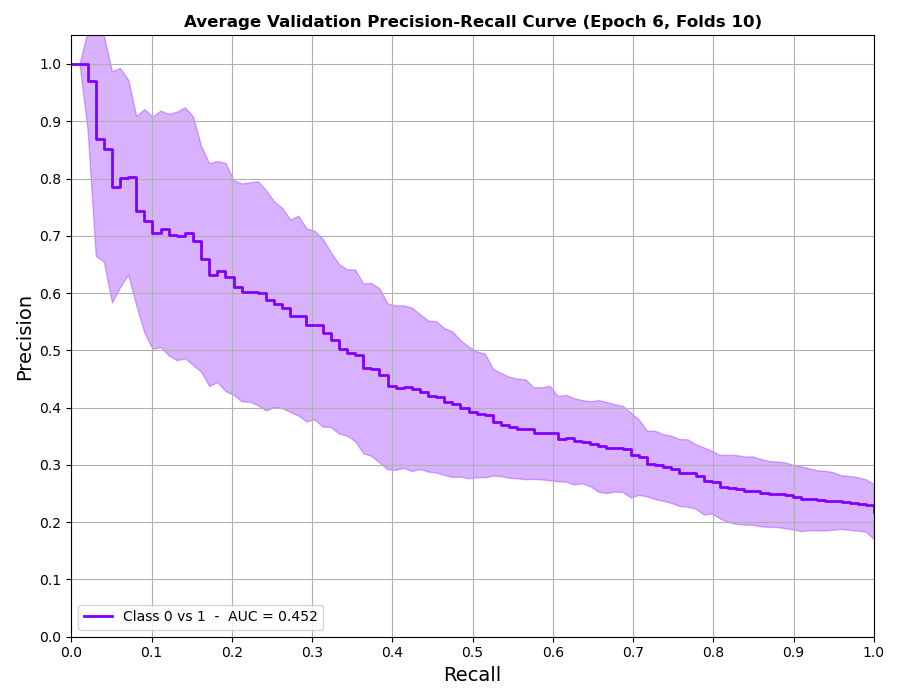 Average Validation Precision-Recall Curve (Epoch 6, Folds 10)
Precision
1.0
0.9
0.8
0.7
0.6
0.5
0.4
0.3
0.2
0.1
0.0
Class 0 vs 1 - AUC = 0.452
0.0 0.1 0.2 0.3 0.4 0.5 0.6 0.7 0.8 0.9 1.0
Recall